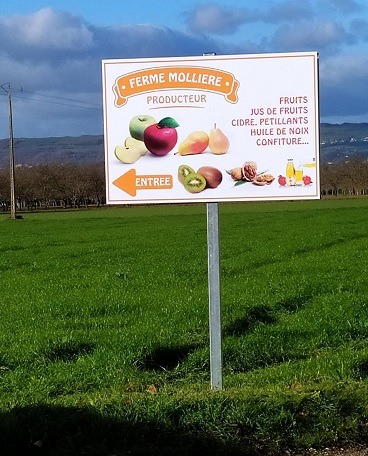 FERME MOLLIERE
PRODUCTEUR
FRUITS
JUS DE FRUITS
CIDRE, PETILLANTS
HUILE DE NOIX
CONFITURE...
ENTREE